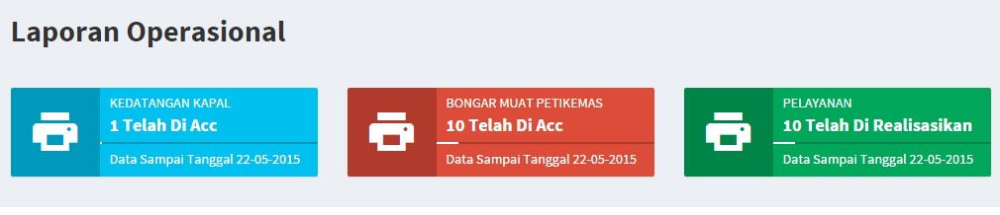 Laporan Operasional
KEDATANGAN KAPAL
1 Telah Di Acc
Data Sampai Tanggal 22-05-2015
BONGAR MUAT PETIKEMAS
10 Telah Di Acc
Data Sampai Tanggal 22-05-2015
PELAYANAN
10 Telah Di Realisasikan
Data Sampai Tanggal 22-05-2015